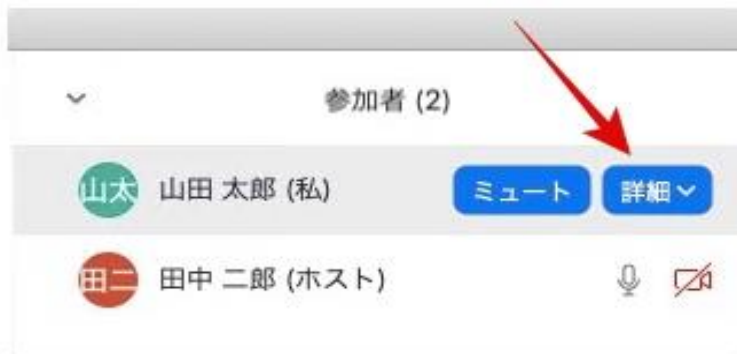 参加者 (2)
山太 山田 太郎 (私) ミュート 詳細
田二 田中 二郎 (ホスト)